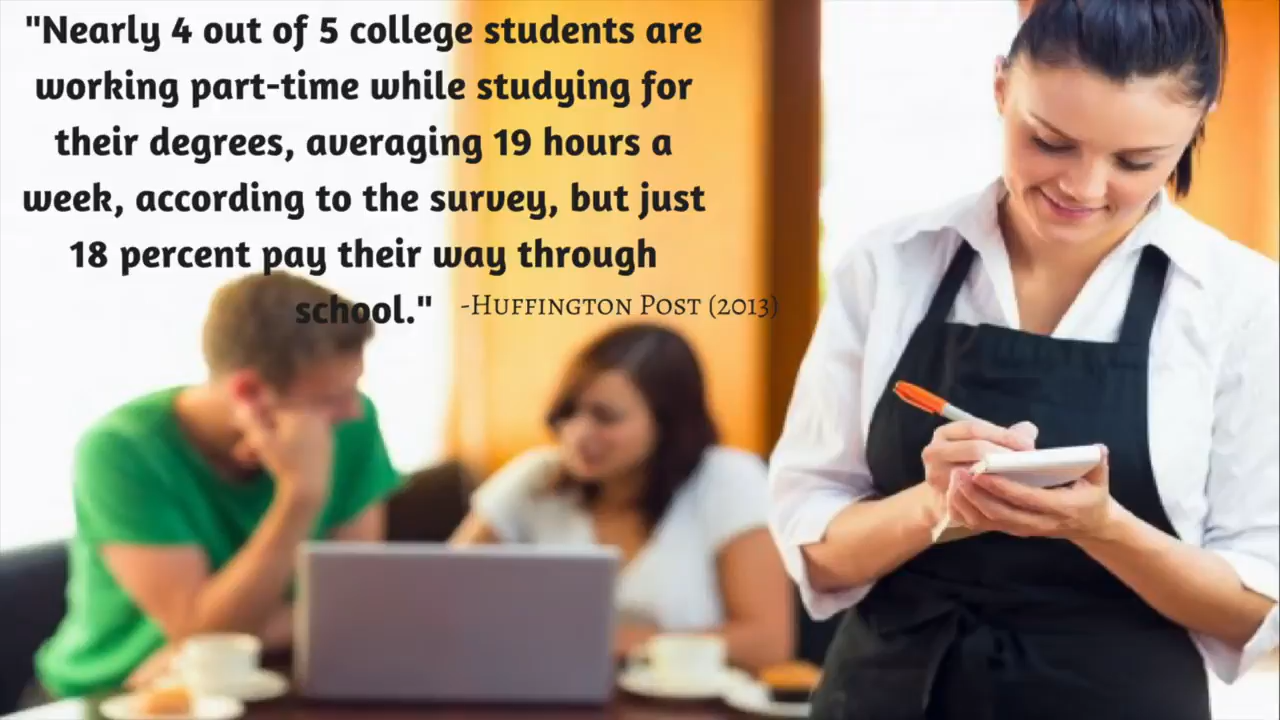 "Nearly 4 out of 5 college students are
working part-time while studying for
their degrees, averaging 19 hours a
week, according to the survey, but just
18 percent pay their way through
school." -Huffington Post (2013)